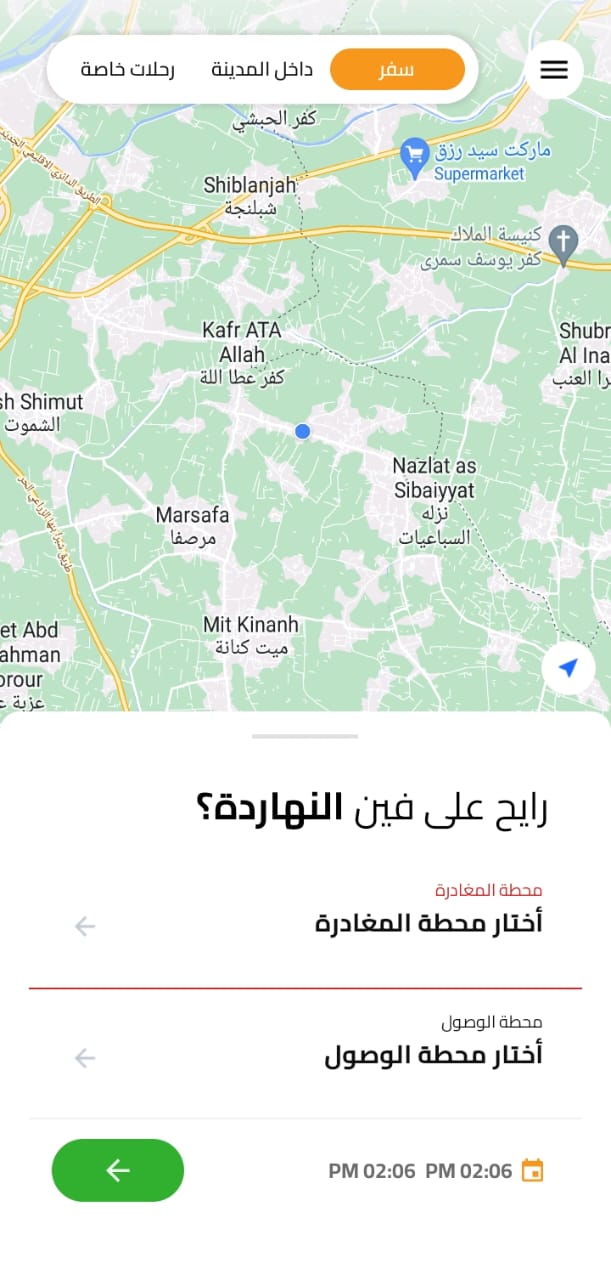 سفر
داخل المدينة
رحلات خاصة
كفر الحبشي
ماركت سيد رزق
Supermarket
Shiblanjah
شبلنجة
كنيسة الملاك
كفر يوسف سمرى
Kafr ATA
Allah
كفر عطا الله
Shubr
Al Ina
را العنب
sh Shimut
الشموت
Nazlat as
Sibaiyyat
نزله
السباعيات
Marsafa
مرصفا
Mit Kinanh
ميت كنانة
et Abd
ahman
orour
عزبة ع
رايح على فين النهاردة؟
محطة المغادرة
أختار محطة المغادرة
محطة الوصول
أختار محطة الوصول
PM 02:06 PM 02:06